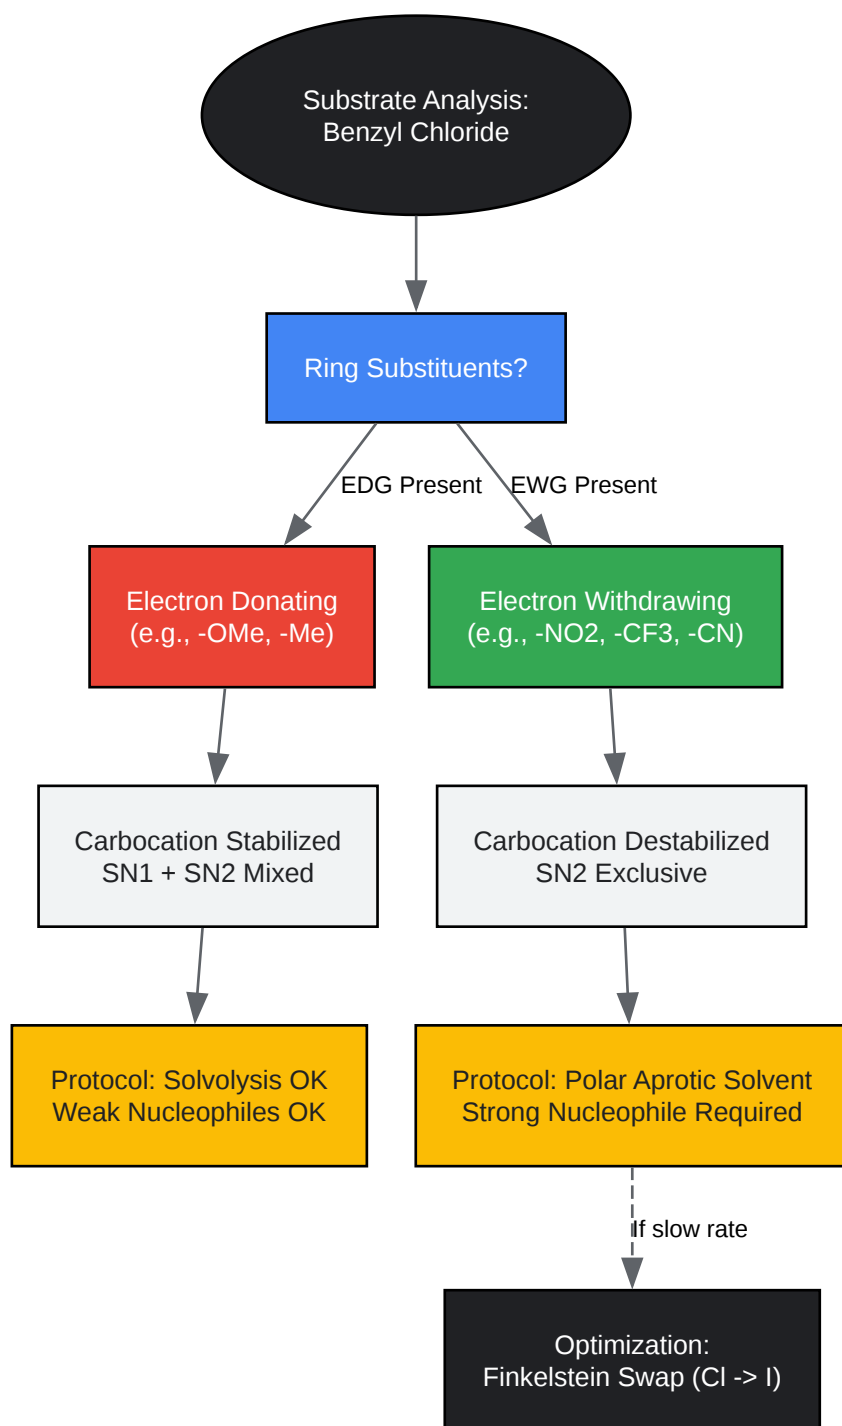 Substrate Analysis:
Benzyl Chloride
Ring Substituents?
EDG Present
EWG Present
Electron Donating
(e.g., -OMe, -Me)
Electron Withdrawing
(e.g., -NO2, -CF3, -CN)
Carbocation Stabilized
SN1 + SN2 Mixed
Carbocation Destabilized
SN2 Exclusive
Protocol: Solvolysis OK
Weak Nucleophiles OK
Protocol: Polar Aprotic Solvent
Strong Nucleophile Required
If slow rate
Optimization:
Finkelstein Swap (Cl -> I)